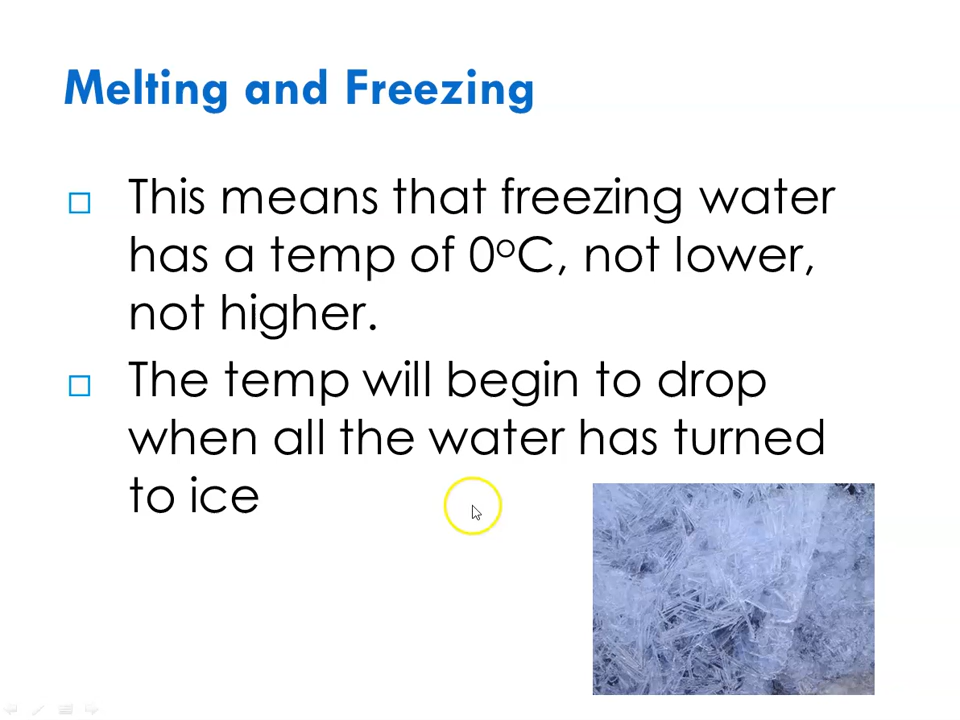 Melting and Freezing
This means that freezing water
has a temp of 0°C, not lower,
not higher.
The temp will begin to drop
when all the water has turned
to ice